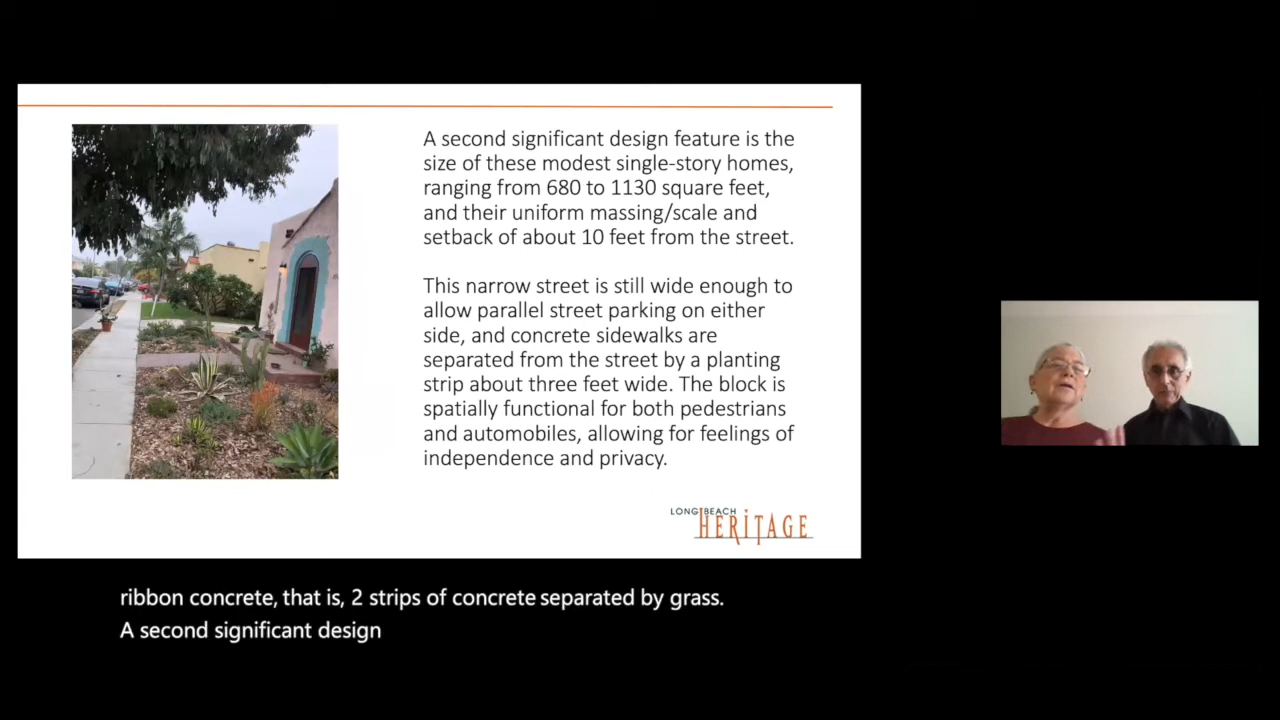 A second significant design feature is the
size of these modest single-story homes,
ranging from 680 to 1130 square feet,
and their uniform massing/scale and
setback of about 10 feet from the street.
This narrow street is still wide enough to
allow parallel street parking on either
side, and concrete sidewalks are
separated from the street by a planting
strip about three feet wide. The block is
spatially functional for both pedestrians
and automobiles, allowing for feelings of
independence and privacy.
LONG BEACH
HERITAGE
ribbon concrete, that is, 2 strips of concrete separated by grass.
A second significant design